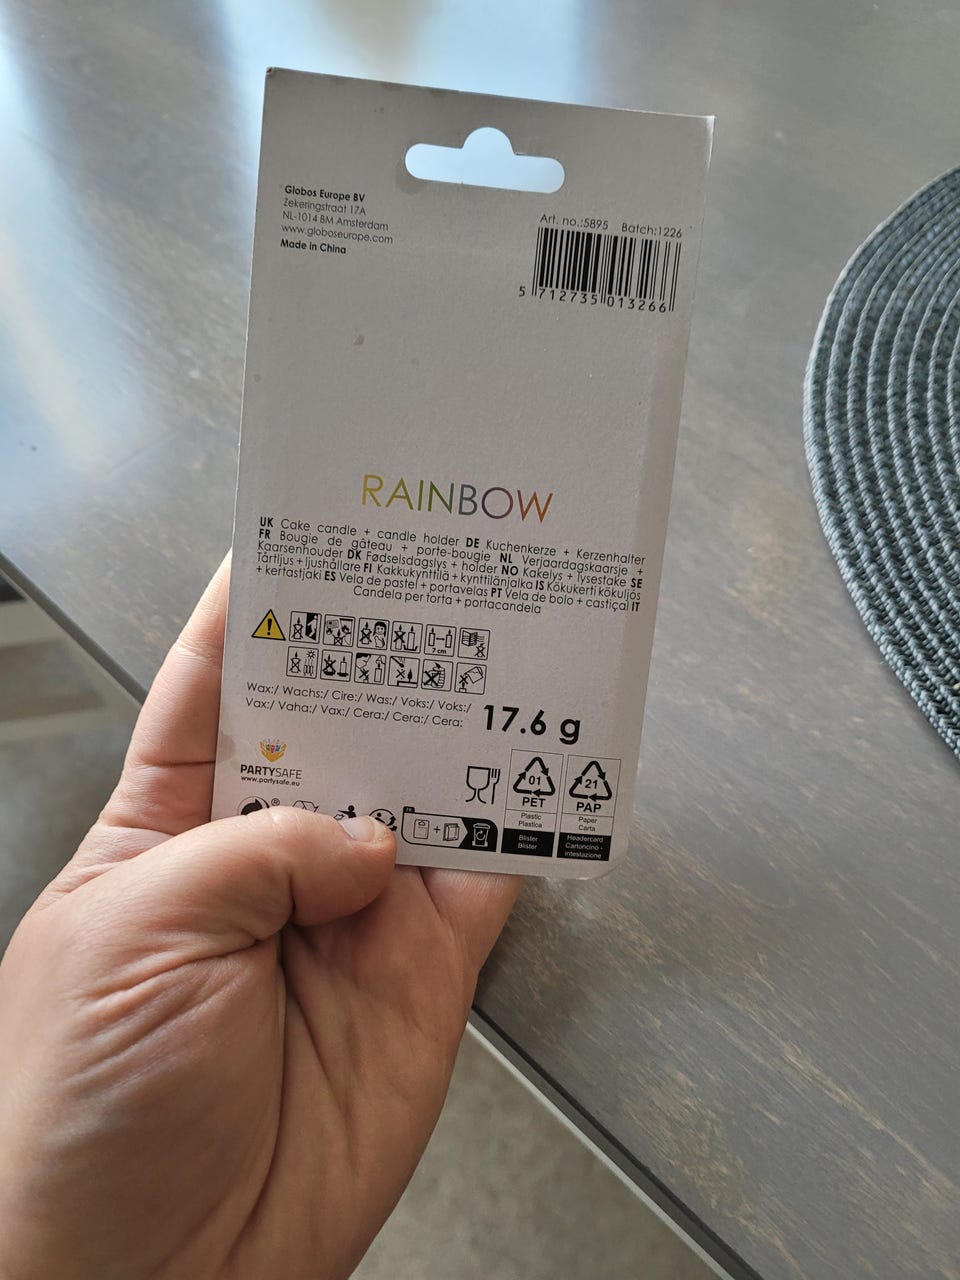 Globos Europe BV
Zekeringstraat 17A
NL-1014 BM Amsterdam
www.globoseurope.com
Made in China
Art. no.:5895 Batch:1226
5 712735 013266
RAINBOW
UK Cake candle + candle holder DE Kuchenkerze + Kerzenhalter
FR Bougie de gâteau + porte-bougie NL Verjaardagskaarsje +
Kaarsenhouder DK Fødselsdagslys + holder NO Kakelys + lysestake SE
Tårtljus + ljushållare FI Kakkukynttilä + kynttilänjalka IS Kökukerti kökuljós
+ kertastjaki ES Vela de pastel + portavelas PT Vela de bolo + castiçal IT
Candela per torta + portacandela
7 cm
Wax:/ Wachs:/ Cire:/ Was:/ Voks:/ Voks:/
Vax:/ Vaha:/ Vax:/ Cera:/ Cera:/ Cera:
17.6 g
PARTYSAFE
www.partysafe.eu
®
FR
01
PET
Plastic
Plastica
Blister
Blister
21
PAP
Paper
Carta
Headercard
Cartoncino -
intestazione